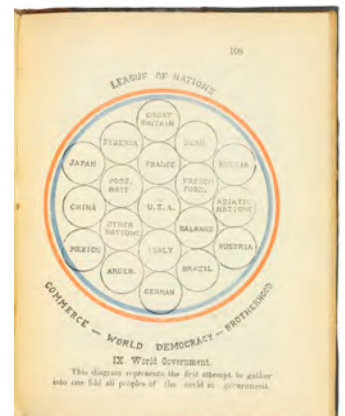 108
LEAGUE OF NATIONS
GREAT
BRITAIN
SIBERIA
JAPAN
FRANCE
RUSSIA
POSS.
BRIT
FRENCH
POSS.
CHINA
U.S.A.
ASIATIC
NATIONS
OTHER
NATIONS
BALKANS
MEXICO
ITALY
AUSTRIA
ARGEN.
BRAZIL
GERMAN
COMMERCE — WORLD DEMOCRACY — BROTHERHOOD
IX. World Government.
This diagram represents the first attempt to gather
into one fold all peoples of the world in government.